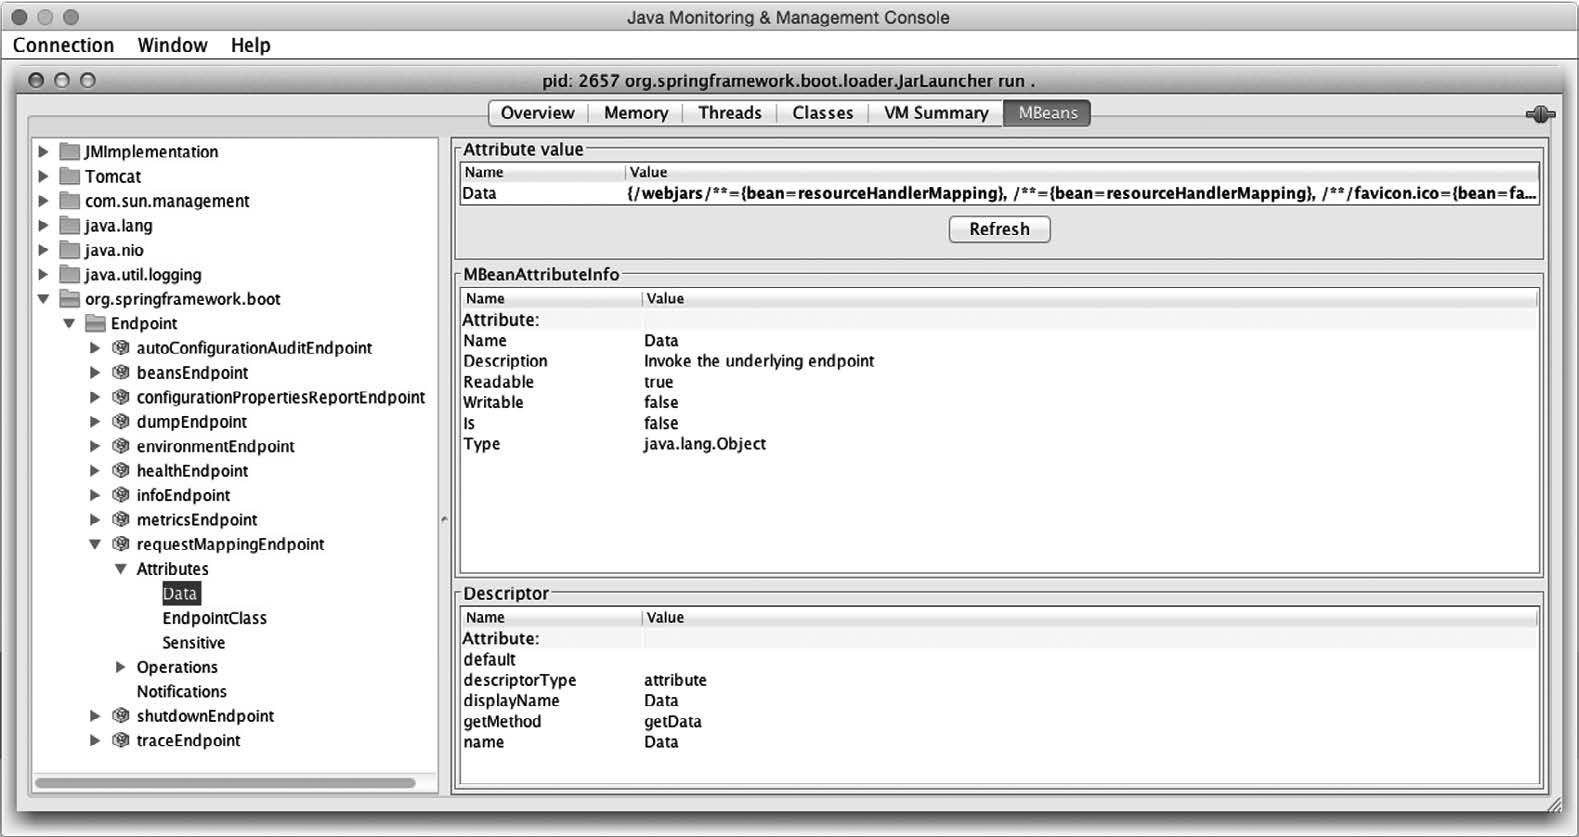 Java Monitoring & Management Console
Connection Window Help
pid: 2657 org.springframework.boot.loader.JarLauncher run .
Overview Memory Threads Classes VM Summary MBeans
JMImplementation
Tomcat
com.sun.management
java.lang
java.nio
java.util.logging
org.springframework.boot
Endpoint
autoConfigurationAuditEndpoint
beansEndpoint
configurationPropertiesReportEndpoint
dumpEndpoint
environmentEndpoint
healthEndpoint
infoEndpoint
metricsEndpoint
requestMappingEndpoint
Attributes
Data
EndpointClass
Sensitive
Operations
Notifications
shutdownEndpoint
traceEndpoint
Attribute value
Name Value
Data {/webjars/**={bean=resourceHandlerMapping}, /**={bean=resourceHandlerMapping}, /**/favicon.ico={bean=fa...
Refresh
MBeanAttributeInfo
Name Value
Attribute:
Name Data
Description Invoke the underlying endpoint
Readable true
Writable false
Is false
Type java.lang.Object
Descriptor
Name Value
Attribute:
default
descriptorType attribute
displayName Data
getMethod getData
name Data